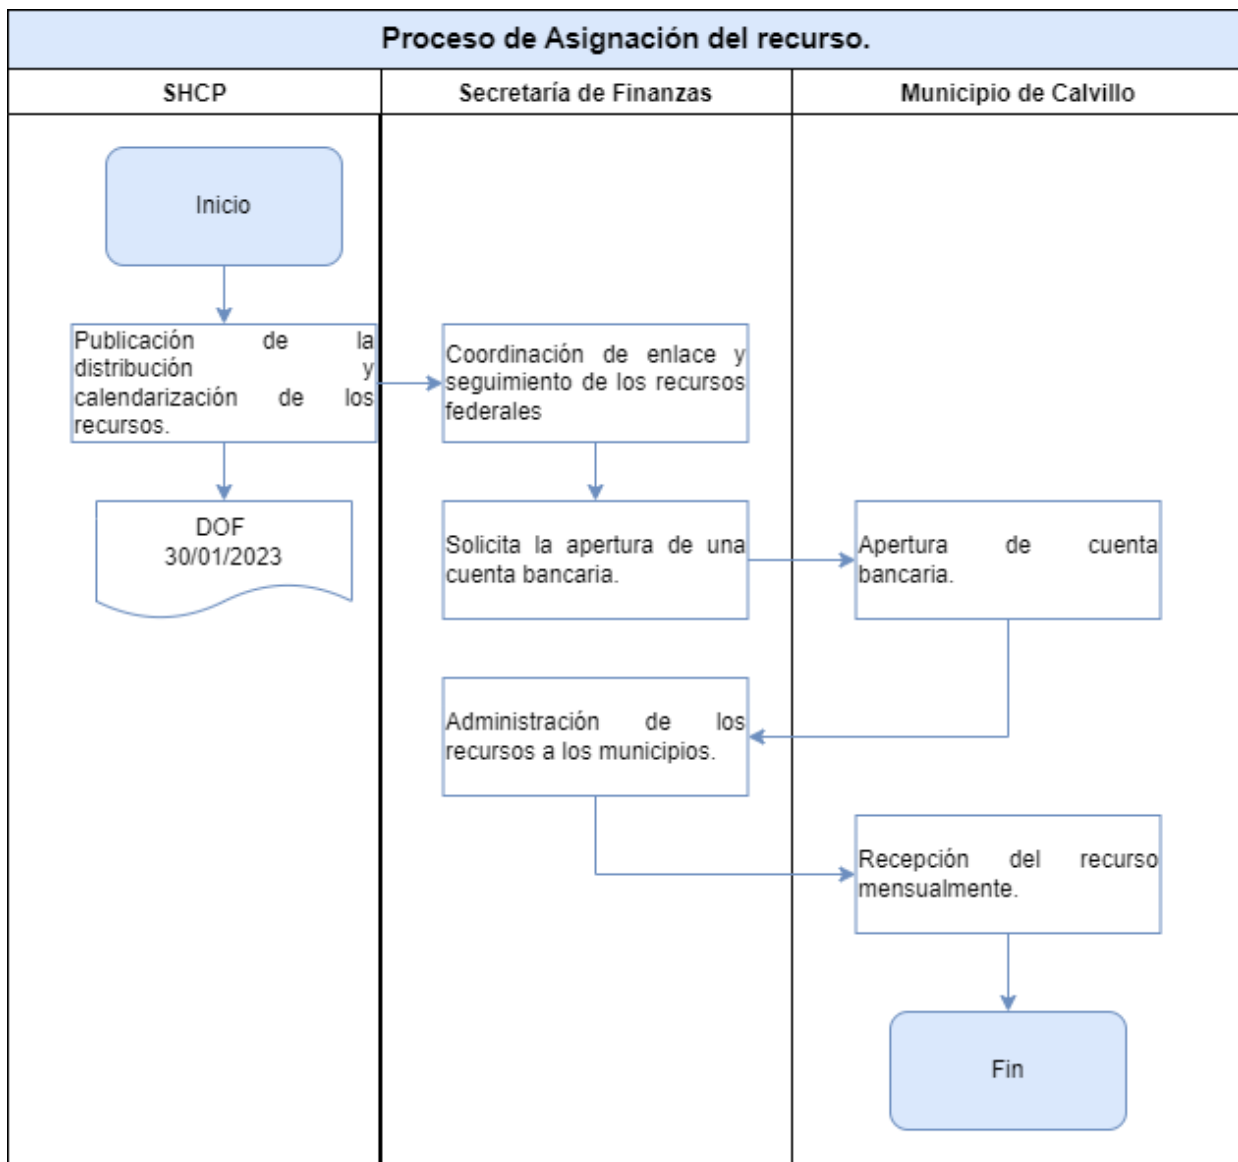 Proceso de Asignación del recurso.
SHCP
Secretaría de Finanzas
Municipio de Calvillo
Inicio
Publicación de la
distribución y
calendarización de los
recursos.
Coordinación de enlace y
seguimiento de los recursos
federales
DOF
30/01/2023
Solicita la apertura de una
cuenta bancaria.
Apertura de cuenta
bancaria.
Administración de los
recursos a los municipios.
Recepción del recurso
mensualmente.
Fin